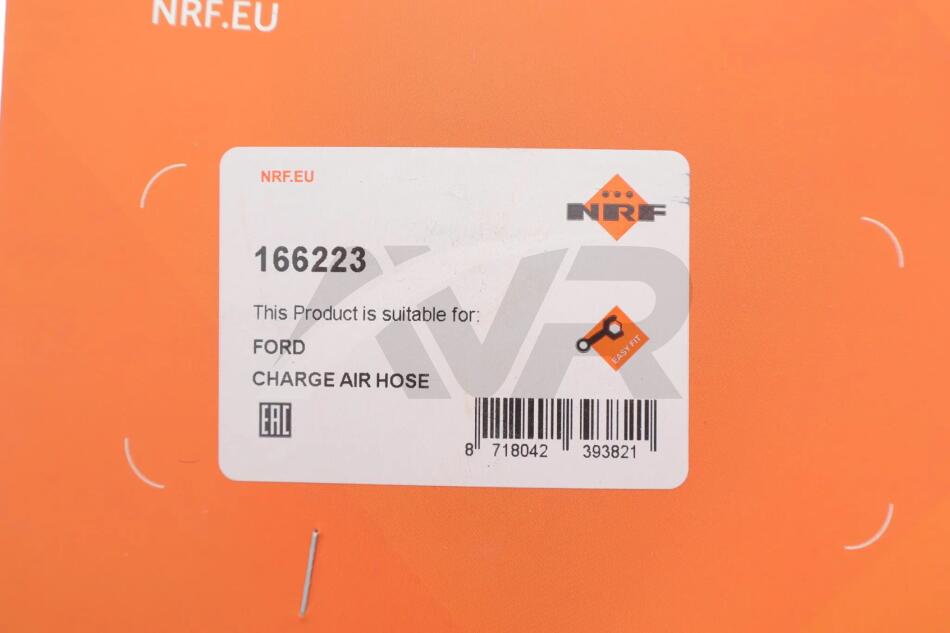 NRF.EU
NRF.EU
NRF
166223
AVR
This Product is suitable for:
FORD
EASY FIT
CHARGE AIR HOSE
EAC
8 718042 393821